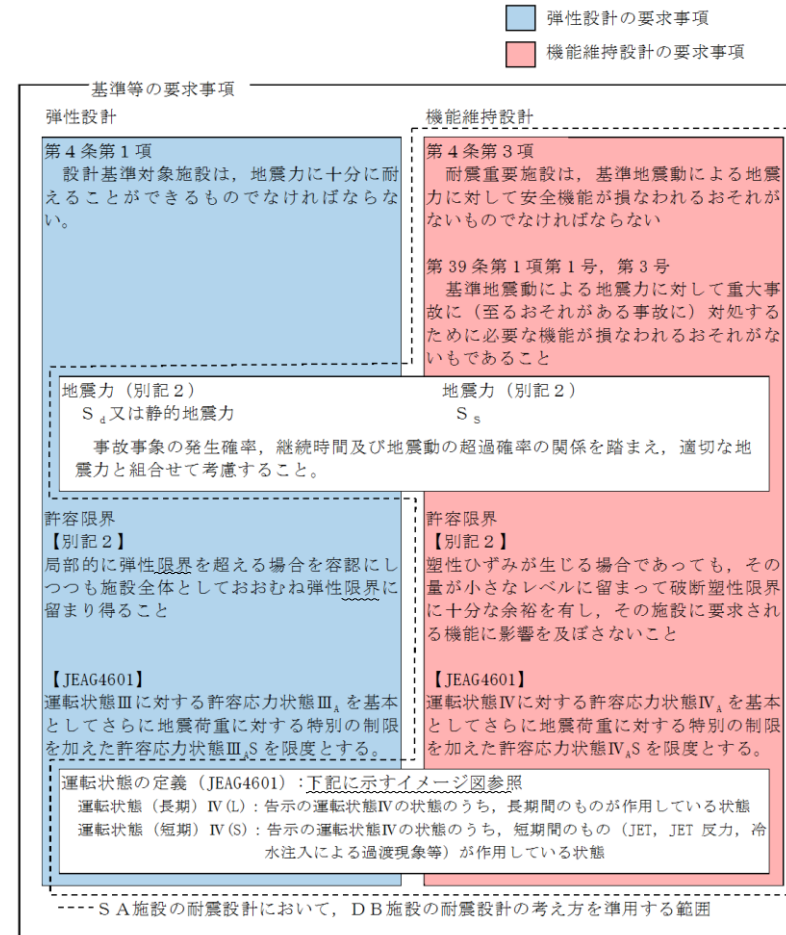 弾性設計の要求事項
機能維持設計の要求事項
基準等の要求事項
弾性設計
第4条第1項
設計基準対象施設は，地震力に十分に耐
えることができるものでなければならな
い。
機能維持設計
第4条第3項
耐震重要施設は，基準地震動による地震
力に対して安全機能が損なわれるおそれが
ないものでなければならない
第39条第1項第1号，第3号
基準地震動による地震力に対して重大事
故に（至るおそれがある事故に）対処する
ために必要な機能が損なわれるおそれがな
いもであること
地震力（別記2）
Sd又は静的地震力
地震力（別記2）
Ss
事故事象の発生確率，継続時間及び地震動の超過確率の関係を踏まえ，適切な地
震力と組合せて考慮すること。
許容限界
【別記2】
局部的に弾性限界を超える場合を容認にし
つつも施設全体としておおむね弾性限界に
留まり得ること
【JEAG4601】
運転状態Ⅲに対する許容応力状態ⅢAを基本
としてさらに地震荷重に対する特別の制限
を加えた許容応力状態ⅢASを限度とする。
許容限界
【別記2】
塑性ひずみが生じる場合であっても，その
量が小さなレベルに留まって破断塑性限界
に十分な余裕を有し，その施設に要求され
る機能に影響を及ぼさないこと
【JEAG4601】
運転状態Ⅳに対する許容応力状態ⅣAを基本
としてさらに地震荷重に対する特別の制限
を加えた許容応力状態ⅣASを限度とする。
運転状態の定義（JEAG4601）：下記に示すイメージ図参照
運転状態（長期）Ⅳ(L)：告示の運転状態Ⅳの状態のうち，長期間のものが作用している状態
運転状態（短期）Ⅳ(S)：告示の運転状態Ⅳの状態のうち，短期間のもの（JET，JET 反力，冷
水注入による過渡現象等）が作用している状態
----SA施設の耐震設計において，DB施設の耐震設計の考え方を準用する範囲